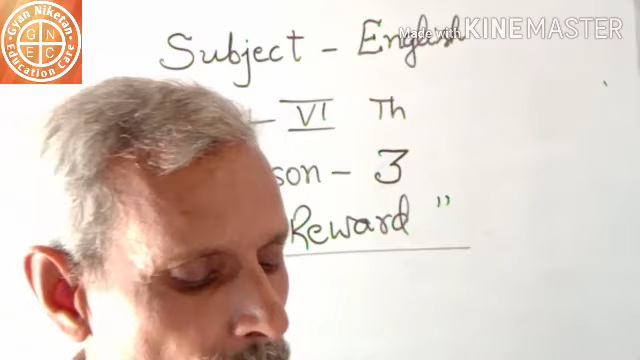 Gyan Niketan
G N
E C
Education Care
Made with KINEMASTER
Subject - English
- VI Th
son - 3
Reward "